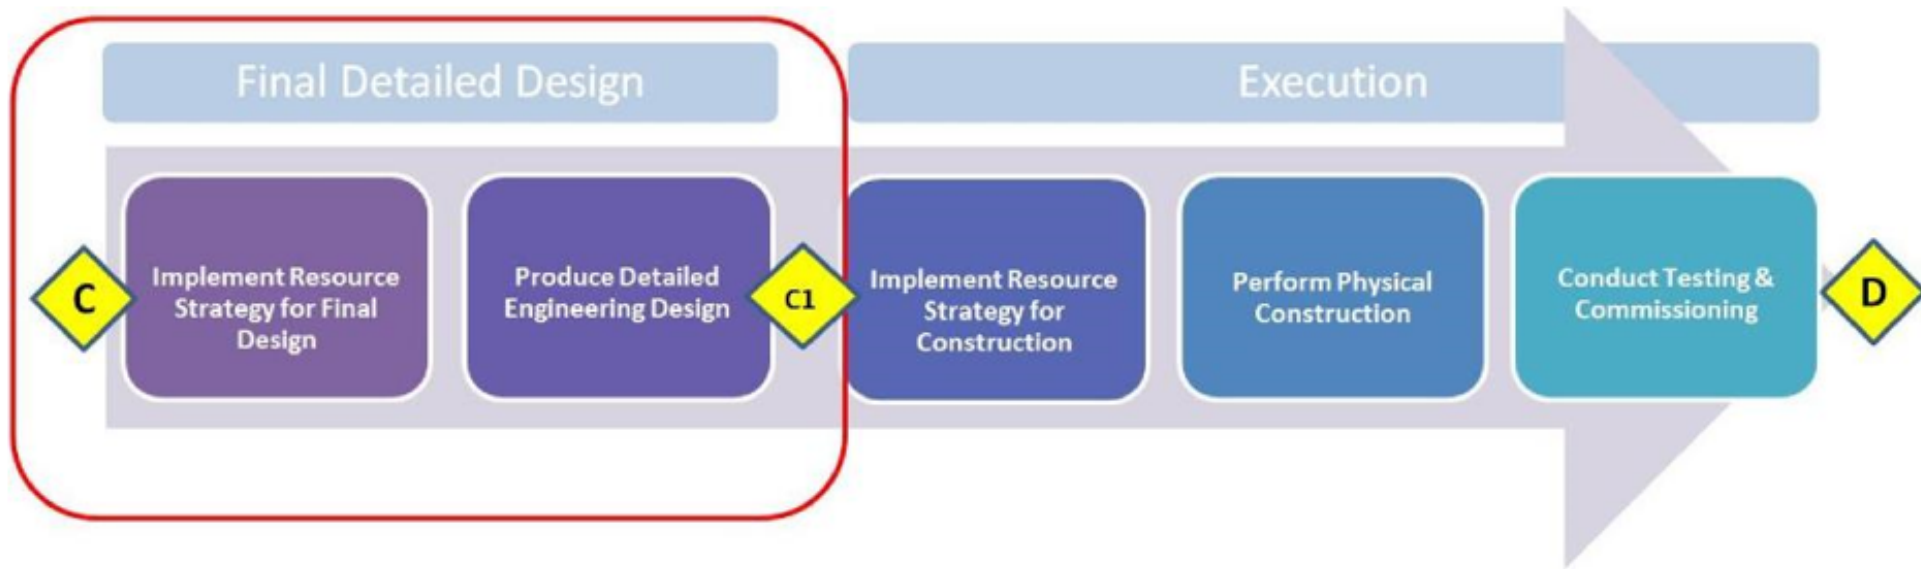 Final Detailed Design
Execution
C
Implement Resource
Strategy for Final
Design
Produce Detailed
Engineering Design
C1
Implement Resource
Strategy for
Construction
Perform Physical
Construction
Conduct Testing &
Commissioning
D